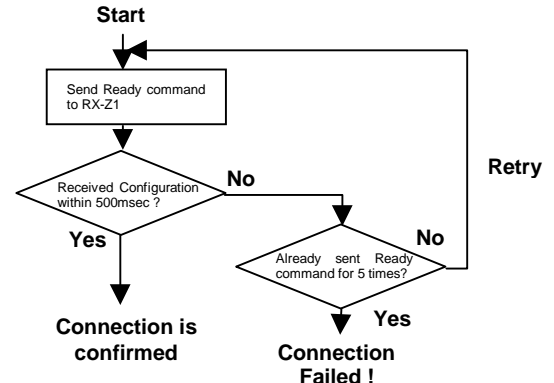 Start
Send Ready command
to RX-Z1
Received Configuration
within 500msec ?
No
Retry
Yes
Already sent Ready
command for 5 times?
No
Connection is
confirmed
Yes
Connection
Failed !